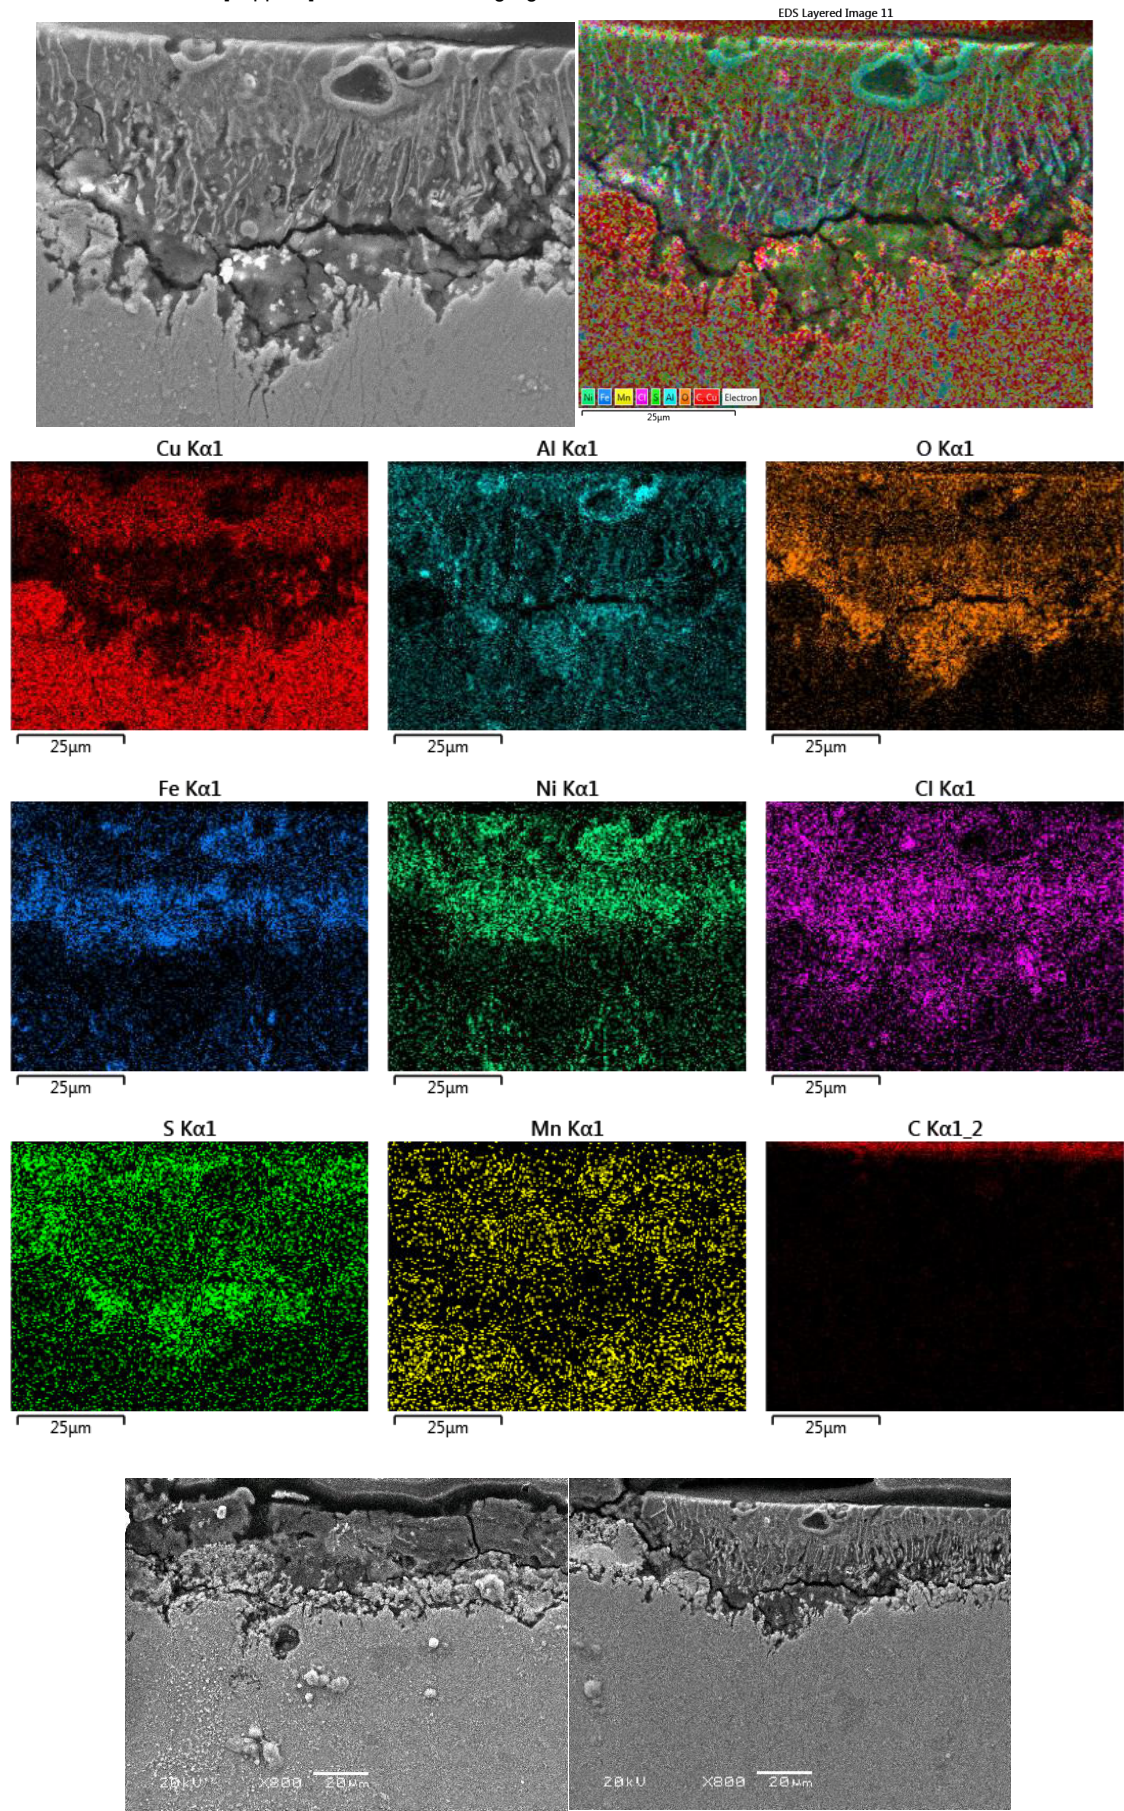 EDS Layered Image 11
Ni Fe Mn Cl S Al O C, Cu Electron
25µm
Cu Kα1 Al Kα1 O Kα1
25µm 25µm 25µm
Fe Kα1 Ni Kα1 Cl Kα1
25µm 25µm 25µm
S Kα1 Mn Kα1 C Kα1_2
25µm 25µm 25µm
20kV X800 20µm 20kV X800 20µm